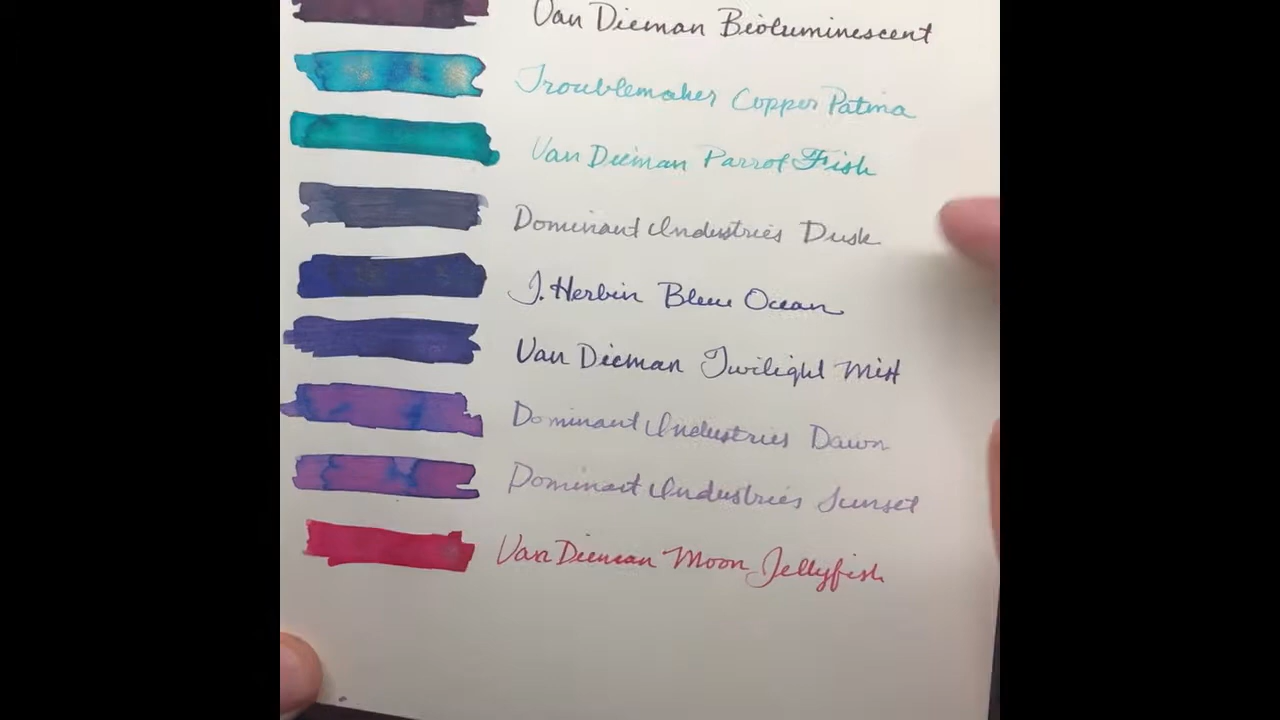 Van Dieman Bioluminescent
Troublemaker Copper Patina
Van Dieman Parrot Fish
Dominant Industries Dusk
J. Herbin Bleu Ocean
Van Dieman Twilight Mist
Dominant Industries Dawn
Dominant Industries Sunset
Van Dieman Moon Jellyfish